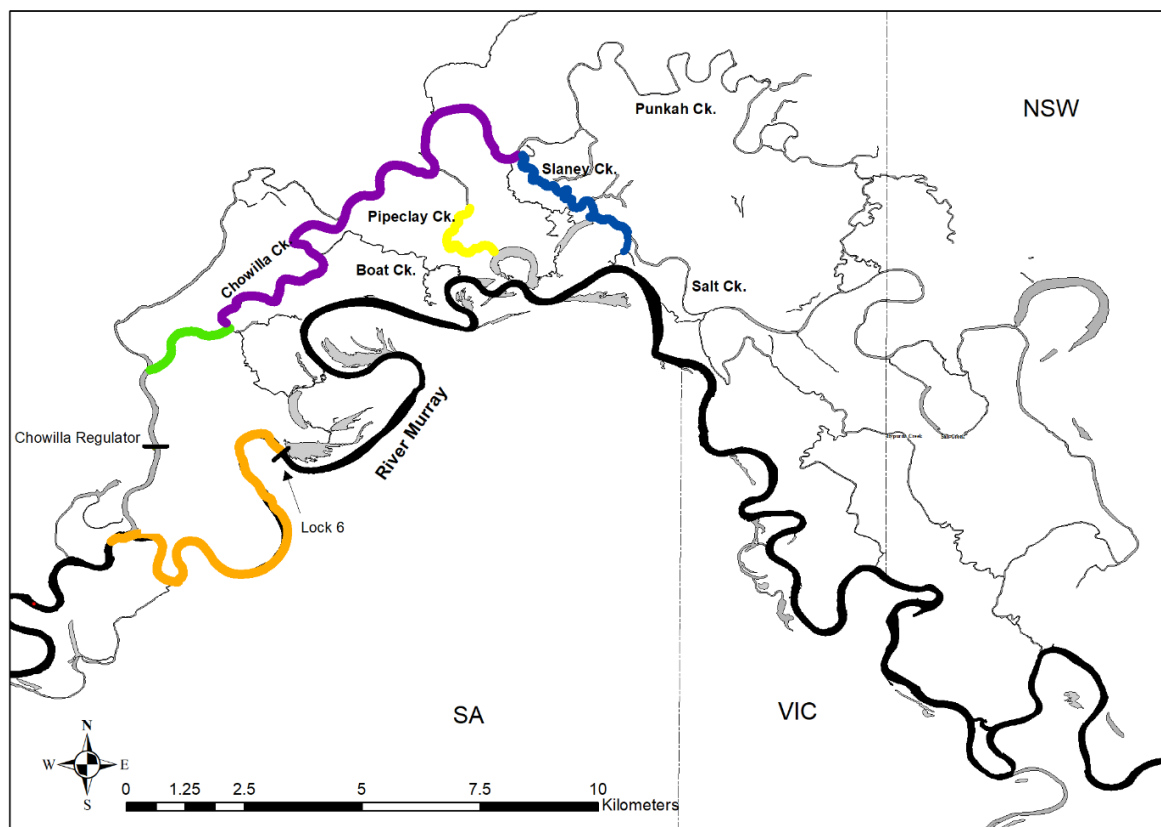 Punkah Ck.
NSW
Slaney Ck.
Pipeclay Ck.
Chowilla Ck.
Boat Ck.
Salt Ck.
River Murray
Chowilla Regulator
Lock 6
SA
VIC
N
W
E
S
0 1.25 2.5 5 7.5 10
Kilometers